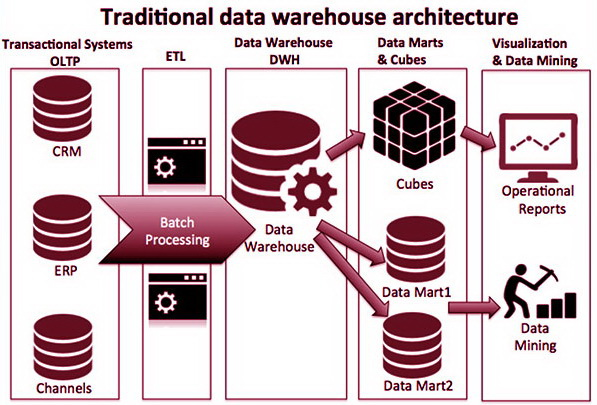 Traditional data warehouse architecture
Transactional Systems
OLTP
ETL
Data Warehouse
DWH
Data Marts
& Cubes
Visualization
& Data Mining
CRM
ERP
Channels
Batch
Processing
Data
Warehouse
Cubes
Data Mart1
Data Mart2
Operational
Reports
Data
Mining